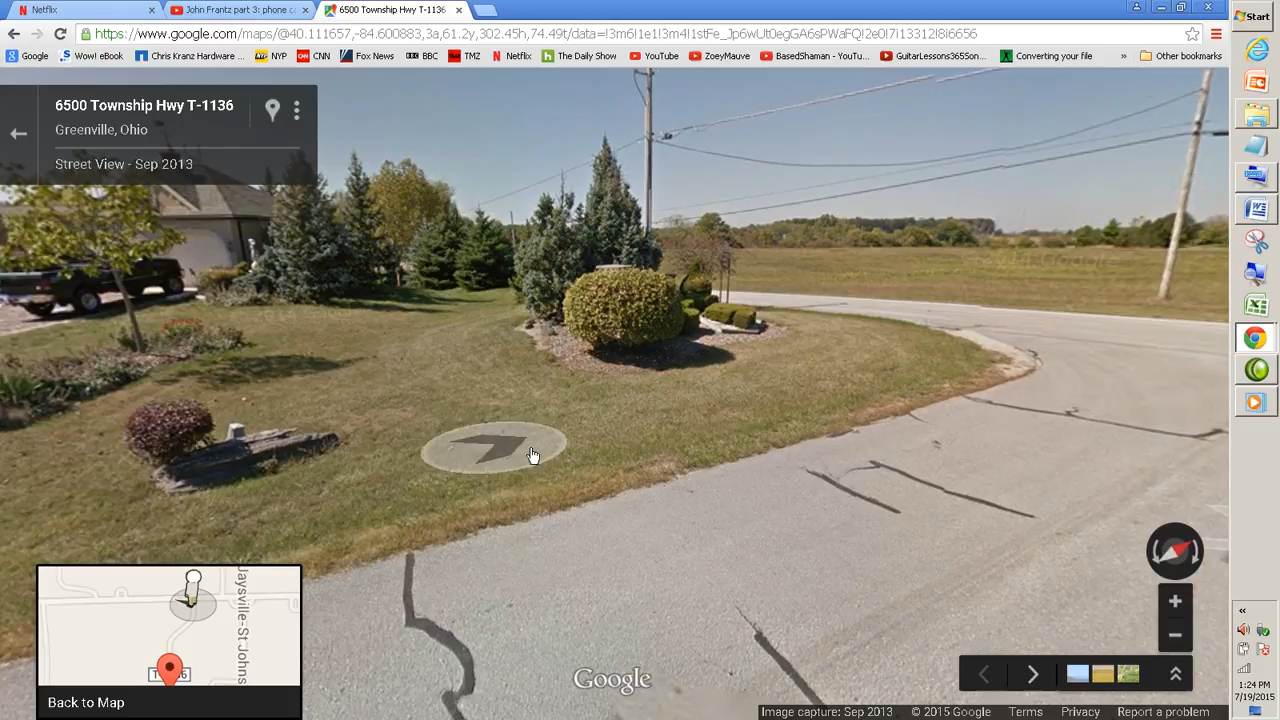 Netflix
John Frantz part 3: phone c
6500 Township Hwy T-1136
https://www.google.com/maps/@40.111657,-84.600883,3a,61.2y,302.45h,74.49t/data=!3m6!1e1!3m4!1stFe_Jp6wUt0egGA6sPWaFQ!2e0!7i13312!8i6656
Google
Wow! eBook
Chris Kranz Hardware ...
NYP
CNN
Fox News
BBC
TMZ
Netflix
The Daily Show
YouTube
ZoeyMauve
BasedShaman - YouTu...
GuitarLessons365Son...
Converting your file
»
Other bookmarks
Start
6500 Township Hwy T-1136
Greenville, Ohio
Street View - Sep 2013
Jaysville-St Johns
Back to Map
Google
Image capture: Sep 2013
© 2015 Google
Terms
Privacy
Report a problem
1:24 PM
7/19/2015